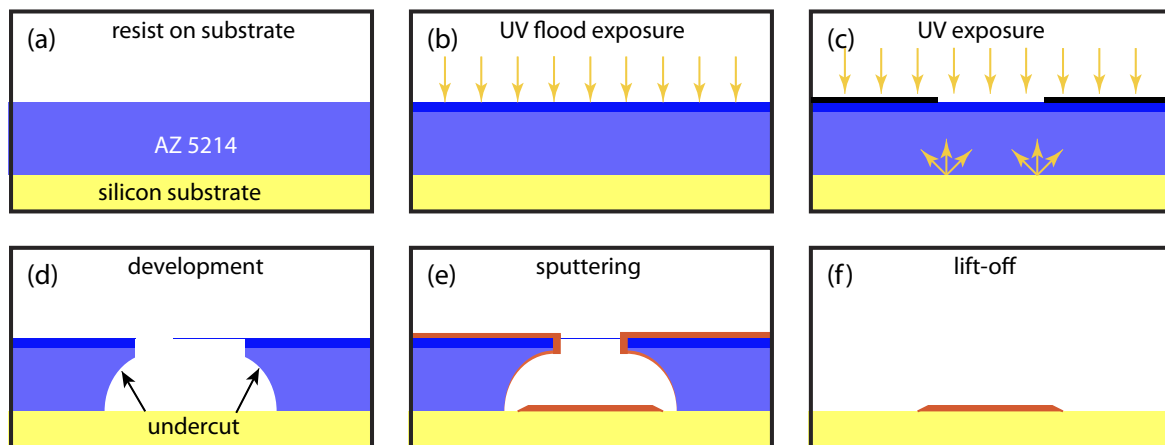 (a) resist on substrate
AZ 5214
silicon substrate
(b) UV flood exposure
(c) UV exposure
(d) development
undercut
(e) sputtering
(f) lift-off